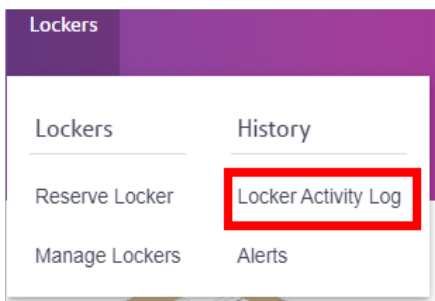 Lockers
Lockers
History
Reserve Locker
Locker Activity Log
Manage Lockers
Alerts